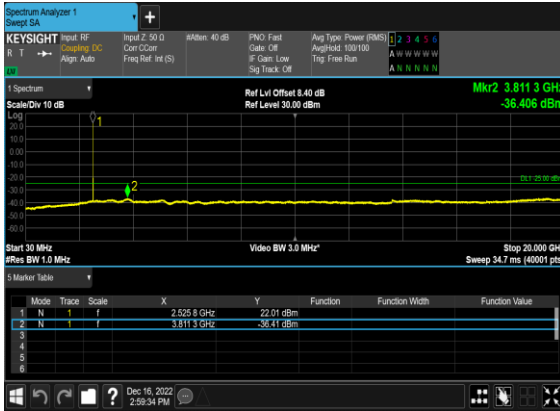 Spectrum Analyzer 1
Swept SA
+
KEYSIGHT
R T
Input: RF
Coupling: DC
Align: Auto
Input Z: 50 Ω
Corr CCorr
Freq Ref: Int (S)
#Atten: 40 dB
PNO: Fast
Gate: Off
IF Gain: Low
Sig Track: Off
Avg Type: Power (RMS)
Avg|Hold: 100/100
Trig: Free Run
1 2 3 4 5 6
A W W W W W
A N N N N N
1 Spectrum
Scale/Div 10 dB
Ref Lvl Offset 8.40 dB
Ref Level 30.00 dBm
Mkr2 3.811 3 GHz
-36.406 dBm
Log
20.0
10.0
0.00
-10.0
-20.0
-30.0
-40.0
-50.0
-60.0
1
2
DL1 -25.00 dBm
Start 30 MHz
#Res BW 1.0 MHz
Video BW 3.0 MHz*
Stop 20.000 GH
Sweep 34.7 ms (40001 pts
5 Marker Table
Mode Trace Scale X Y Function Function Width Function Value
1 N 1 f 2.525 8 GHz 22.01 dBm
2 N 1 f 3.811 3 GHz -36.41 dBm
3
4
5
6
?
Dec 16, 2022
2:59:34 PM